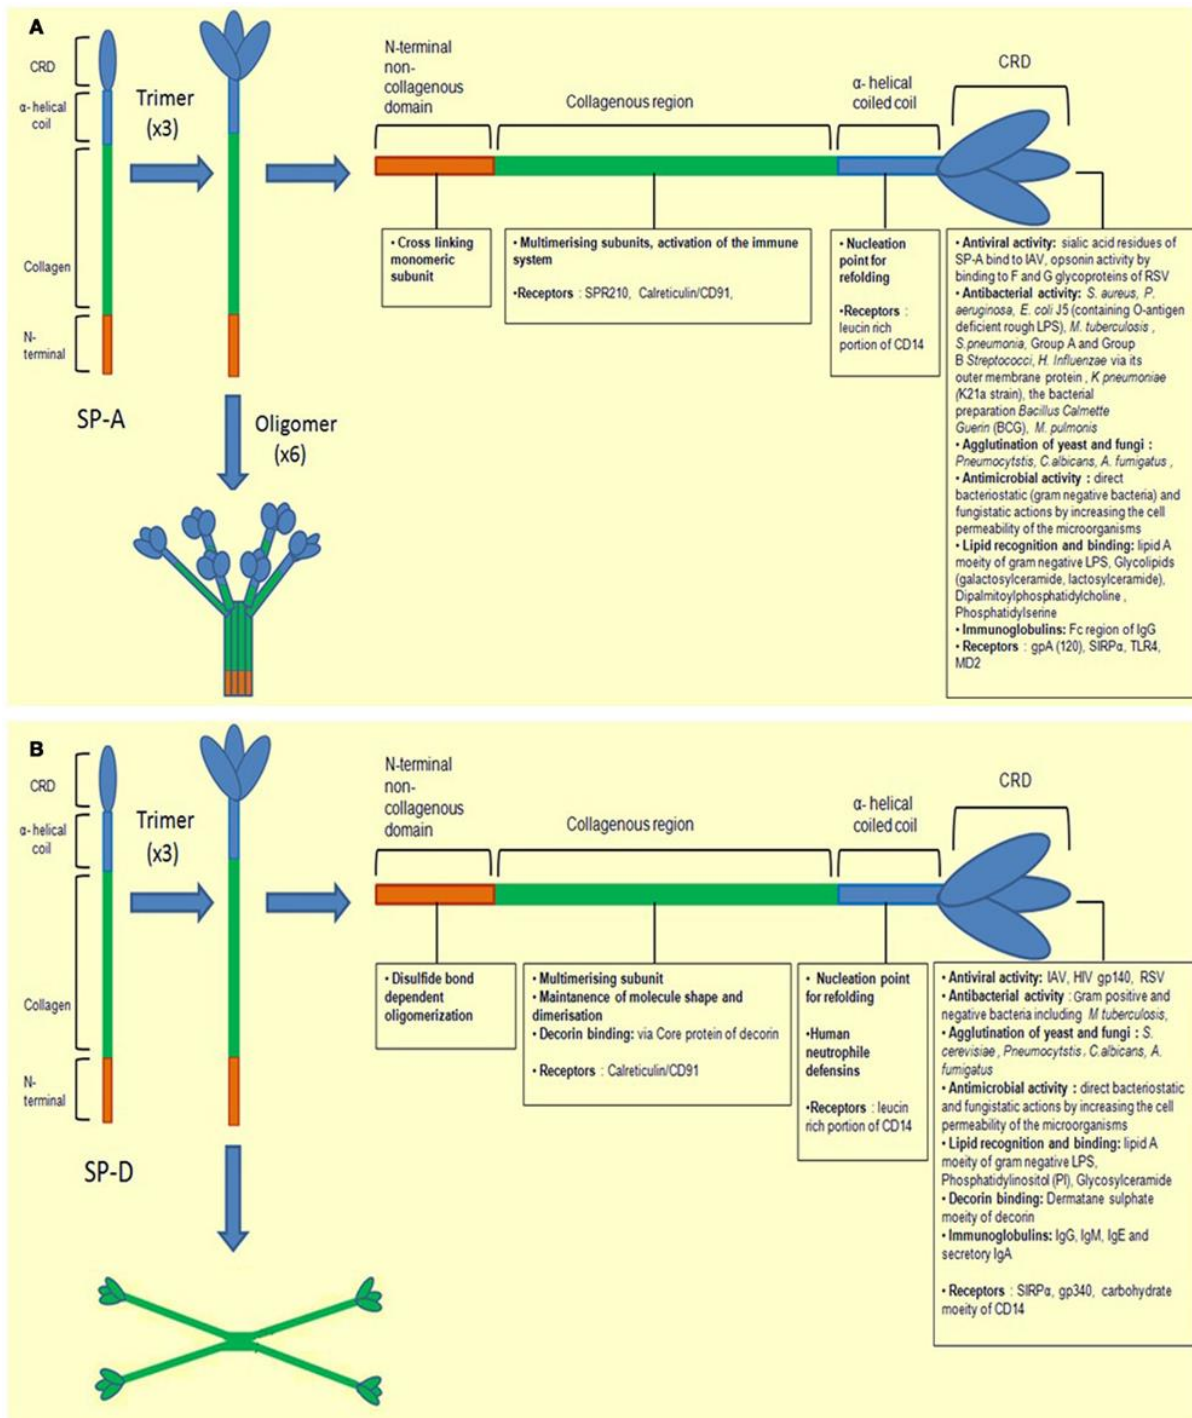 A
CRD
α- helical
coil
Collagen
N-
terminal
SP-A
Trimer
(x3)
Oligomer
(x6)
N-terminal
non-
collagenous
domain
Collagenous region
α- helical
coiled coil
CRD
• Cross linking
monomeric
subunit
• Multimerising subunits, activation of the immune
system
•Receptors : SPR210, Calreticulin/CD91,
• Nucleation
point for
refolding
•Receptors :
leucin rich
portion of CD14
• Antiviral activity: sialic acid residues of
SP-A bind to IAV, opsonin activity by
binding to F and G glycoproteins of RSV
• Antibacterial activity: S. aureus, P.
aeruginosa, E. coli J5 (containing O-antigen
deficient rough LPS), M. tuberculosis ,
S.pneumonia, Group A and Group
B Streptococci, H. Influenzae via its
outer membrane protein , K pneumoniae
(K21a strain), the bacterial
preparation Bacillus Calmette
Guerin (BCG), M. pulmonis
• Agglutination of yeast and fungi :
Pneumocytstis, C.albicans, A. fumigatus ,
• Antimicrobial activity : direct
bacteriostatic (gram negative bacteria) and
fungistatic actions by increasing the cell
permeability of the microorganisms
• Lipid recognition and binding: lipid A
moeity of gram negative LPS, Glycolipids
(galactosylceramide, lactosylceramide),
Dipalmitoylphosphatidylcholine ,
Phosphatidylserine
• Immunoglobulins: Fc region of IgG
• Receptors : gpA (120), SIRPα, TLR4,
MD2
B
CRD
α- helical
coil
Collagen
N-
terminal
SP-D
Trimer
(x3)
N-terminal
non-
collagenous
domain
Collagenous region
α- helical
coiled coil
CRD
• Disulfide bond
dependent
oligomerization
• Multimerising subunit
• Maintanence of molecule shape and
dimerisation
• Decorin binding: via Core protein of decorin
• Receptors : Calreticulin/CD91
• Nucleation point
for refolding
•Human
neutrophile
defensins
•Receptors : leucin
rich portion of CD14
• Antiviral activity: IAV, HIV gp140, RSV
• Antibacterial activity : Gram positive and
negative bacteria including M tuberculosis,
• Agglutination of yeast and fungi : S.
cerevisiae , Pneumocytstis, C.albicans, A.
fumigatus
• Antimicrobial activity : direct bacteriostatic
and fungistatic actions by increasing the cell
permeability of the microorganisms
• Lipid recognition and binding: lipid A
moeity of gram negative LPS,
Phosphatidylinositol (PI), Glycosylceramide
• Decorin binding: Dermatane sulphate
moeity of decorin
• Immunoglobulins: IgG, IgM, IgE and
secretory IgA
• Receptors : SIRPα, gp340, carbohydrate
moeity of CD14